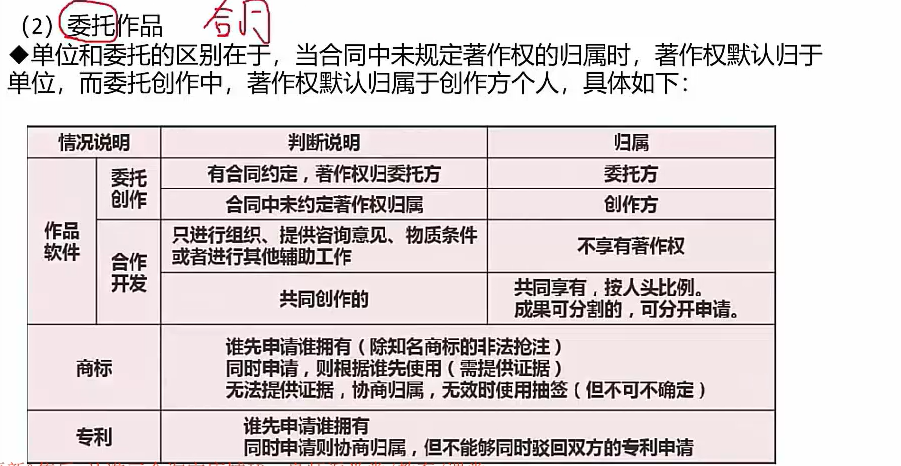 （2）委托作品 合同
◆单位和委托的区别在于，当合同中未规定著作权的归属时，著作权默认归于
单位，而委托创作中，著作权默认归属于创作方个人，具体如下：
情况说明 判断说明 归属
作品软件 委托创作 有合同约定，著作权归委托方 委托方
合同中未约定著作权归属 创作方
合作开发 只进行组织、提供咨询意见、物质条件
或者进行其他辅助工作 不享有著作权
共同创作的 共同享有，按人头比例。
成果可分割的，可分开申请。
商标 谁先申请谁拥有（除知名商标的非法抢注）
同时申请，则根据谁先使用（需提供证据）
无法提供证据，协商归属，无效时使用抽签（但不可不确定）
专利 谁先申请谁拥有
同时申请则协商归属，但不能够同时驳回双方的专利申请